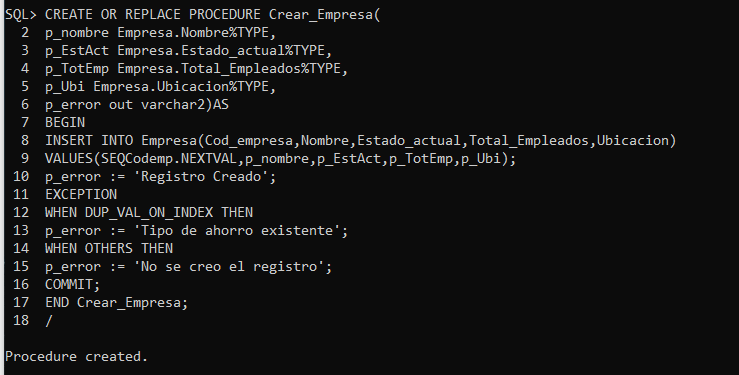 SQL> CREATE OR REPLACE PROCEDURE Crear_Empresa(
2 p_nombre Empresa.Nombre%TYPE,
3 p_EstAct Empresa.Estado_actual%TYPE,
4 p_TotEmp Empresa.Total_Empleados%TYPE,
5 p_Ubi Empresa.Ubicacion%TYPE,
6 p_error out varchar2)AS
7 BEGIN
8 INSERT INTO Empresa(Cod_empresa,Nombre,Estado_actual,Total_Empleados,Ubicacion)
9 VALUES(SEQCodemp.NEXTVAL,p_nombre,p_EstAct,p_TotEmp,p_Ubi);
10 p_error := 'Registro Creado';
11 EXCEPTION
12 WHEN DUP_VAL_ON_INDEX THEN
13 p_error := 'Tipo de ahorro existente';
14 WHEN OTHERS THEN
15 p_error := 'No se creo el registro';
16 COMMIT;
17 END Crear_Empresa;
18 /
Procedure created.